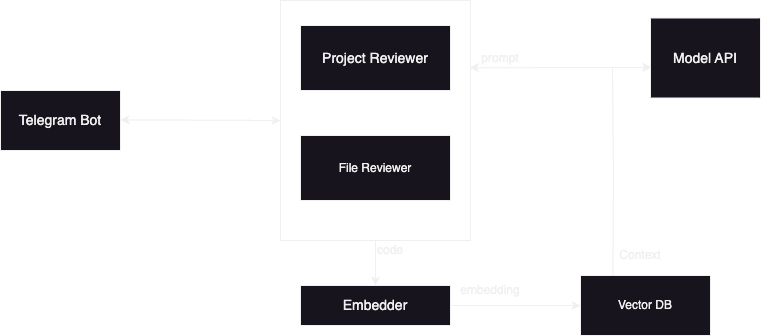 Project Reviewer
prompt
Model API
Telegram Bot
File Reviewer
code
Context
Embedder
embedding
Vector DB